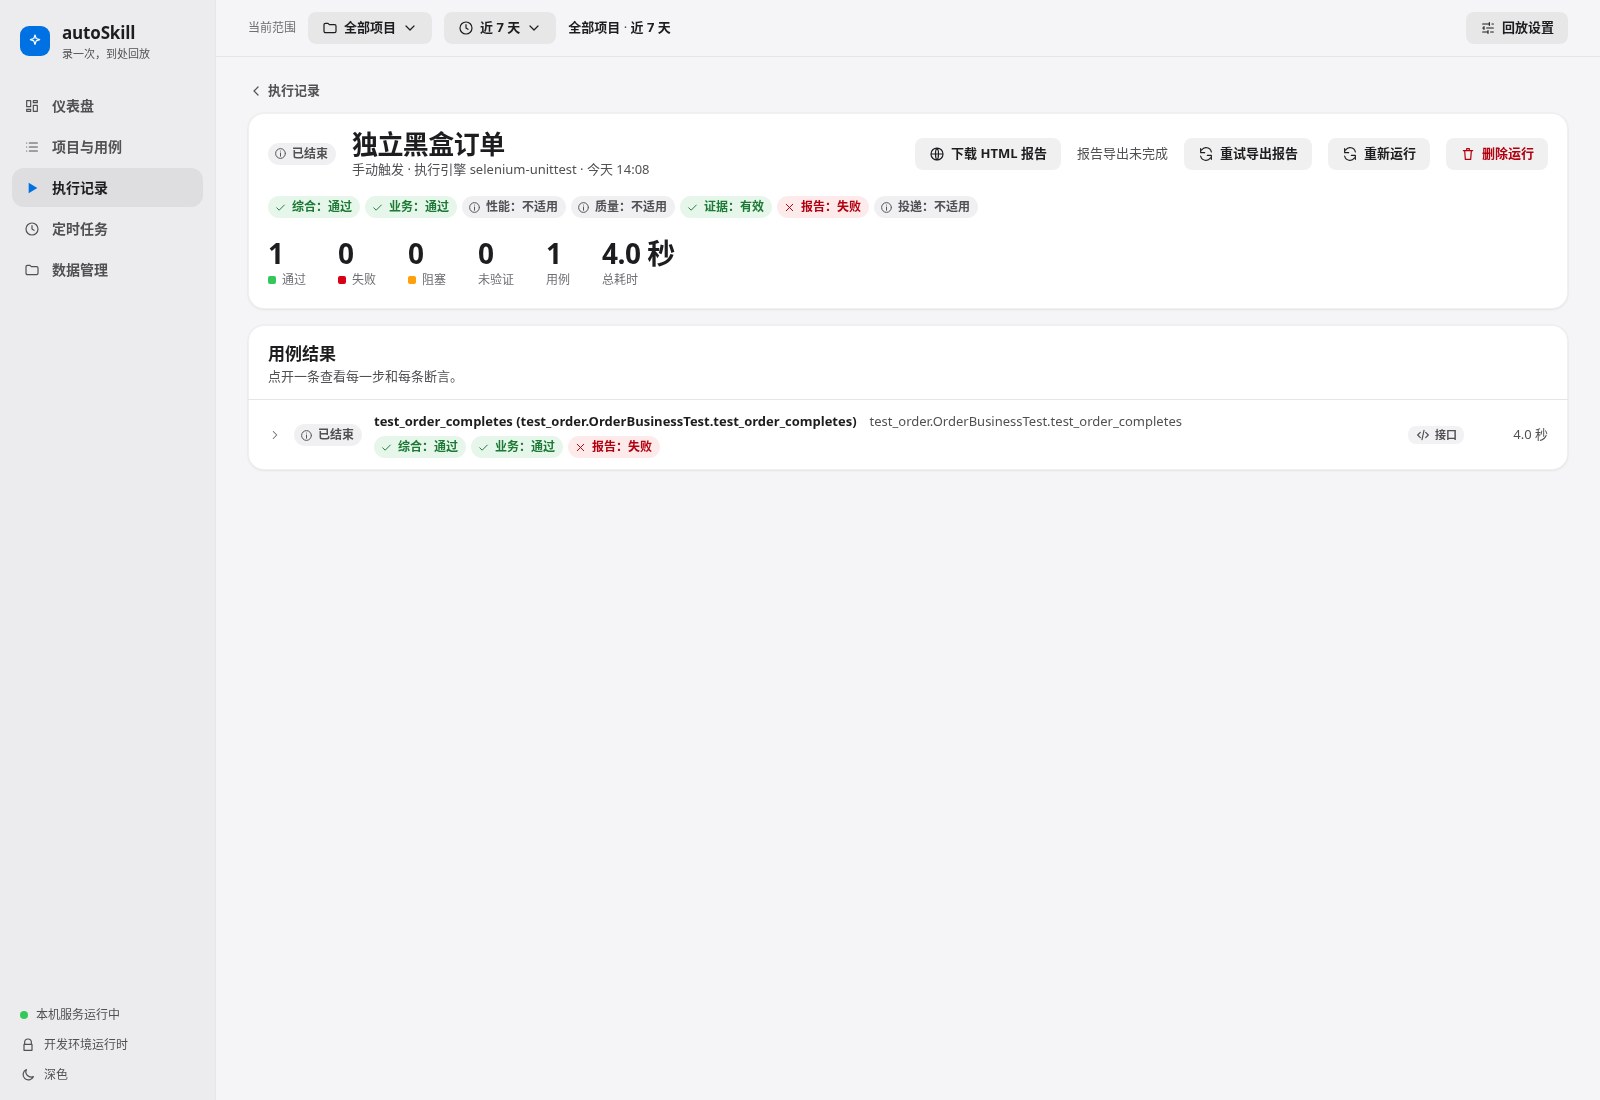 autoSkill
录一次，到处回放
仪表盘
项目与用例
执行记录
定时任务
数据管理
本机服务运行中
开发环境运行时
深色
当前范围 全部项目 近 7 天 全部项目 · 近 7 天 回放设置
执行记录
已结束 独立黑盒订单
手动触发 · 执行引擎 selenium-unittest · 今天 14:08
下载 HTML 报告 报告导出未完成 重试导出报告 重新运行 删除运行
综合：通过 业务：通过 性能：不适用 质量：不适用 证据：有效 报告：失败 投递：不适用
1 0 0 0 1 4.0 秒
通过 失败 阻塞 未验证 用例 总耗时
用例结果
点开一条查看每一步和每条断言。
已结束 test_order_completes (test_order.OrderBusinessTest.test_order_completes) test_order.OrderBusinessTest.test_order_completes
综合：通过 业务：通过 报告：失败
接口 4.0 秒